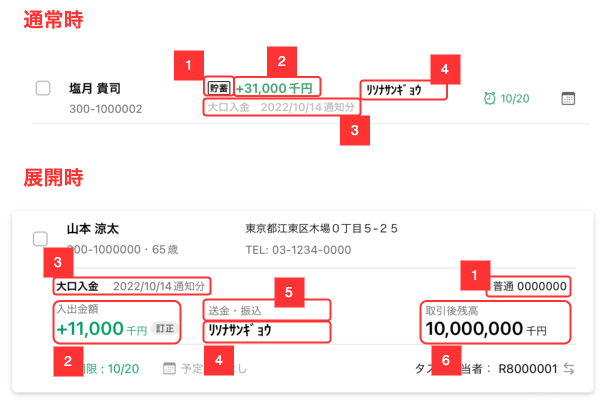 通常時
1
2
4
塩月 貴司
貯蓄
+31,000 千円
ﾘｿﾅｻﾝｷﾞｮｳ
10/20
300-1000002
大口入金 2022/10/14 通知分
3
展開時
山本 涼太
東京都江東区木場０丁目５-２５
300-1000000・65歳
TEL: 03-1234-0000
3
1
大口入金 2022/10/14 通知分
5
普通 0000000
入出金額
送金・振込
取引後残高
+11,000 千円 訂正
ﾘｿﾅｻﾝｷﾞｮｳ
10,000,000 千円
2
4
6
限 : 10/20
予定 し
タス 当者： R8000001